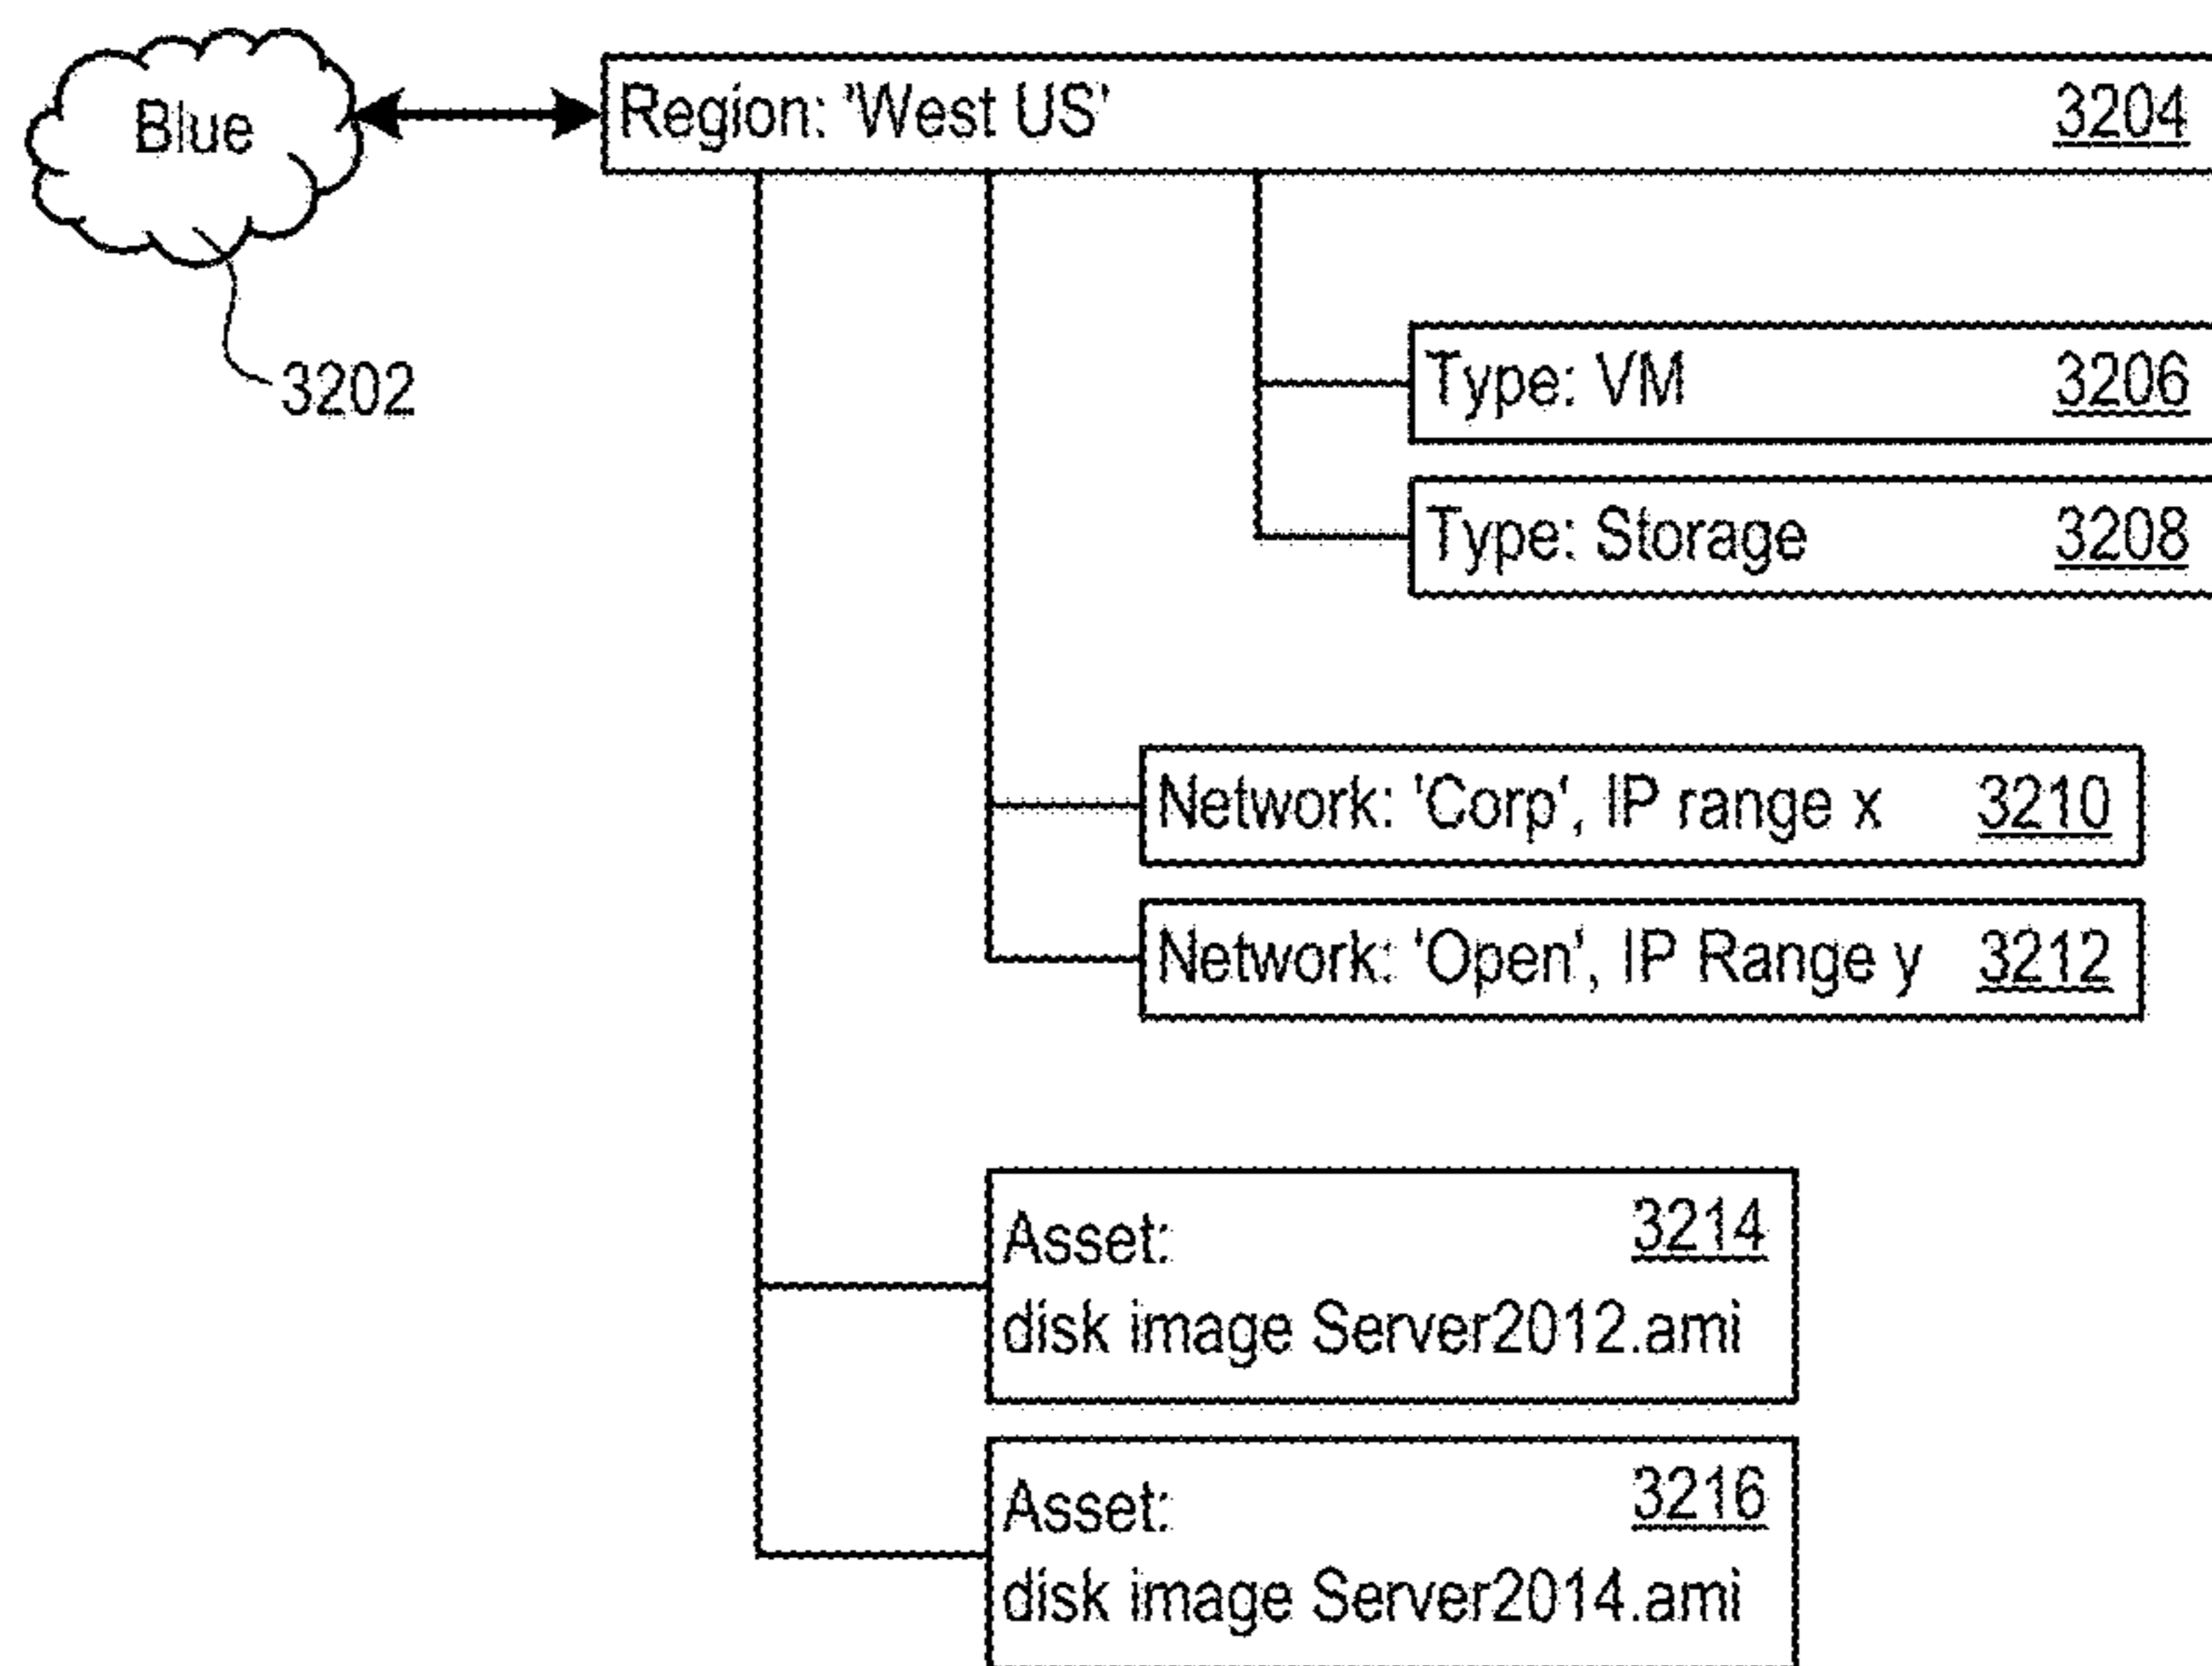 Blue
Region: 'West US' 3204
3202
Type: VM 3206
Type: Storage 3208
Network: 'Corp', IP range x 3210
Network: 'Open', IP Range y 3212
Asset: 3214
disk image Server2012.ami
Asset: 3216
disk image Server2014.ami